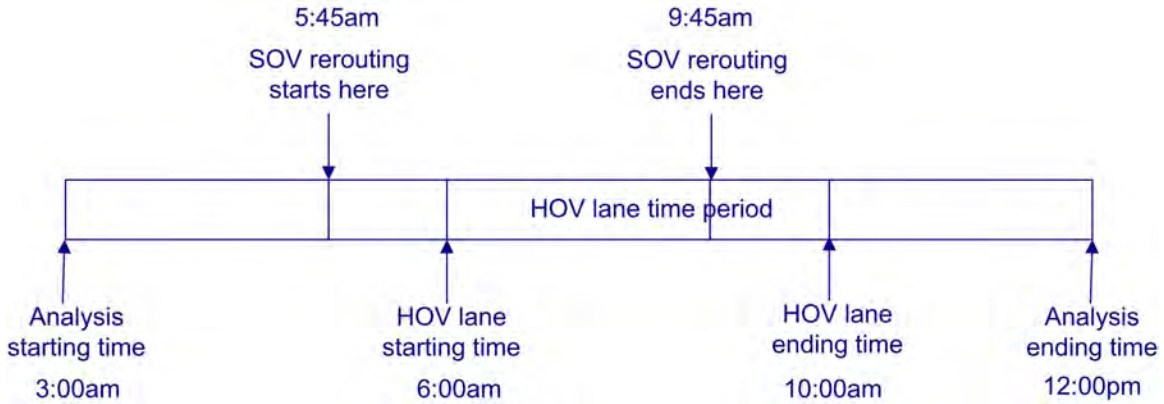 5:45am
SOV rerouting
starts here
9:45am
SOV rerouting
ends here
HOV lane time period
Analysis
starting time
3:00am
HOV lane
starting time
6:00am
HOV lane
ending time
10:00am
Analysis
ending time
12:00pm